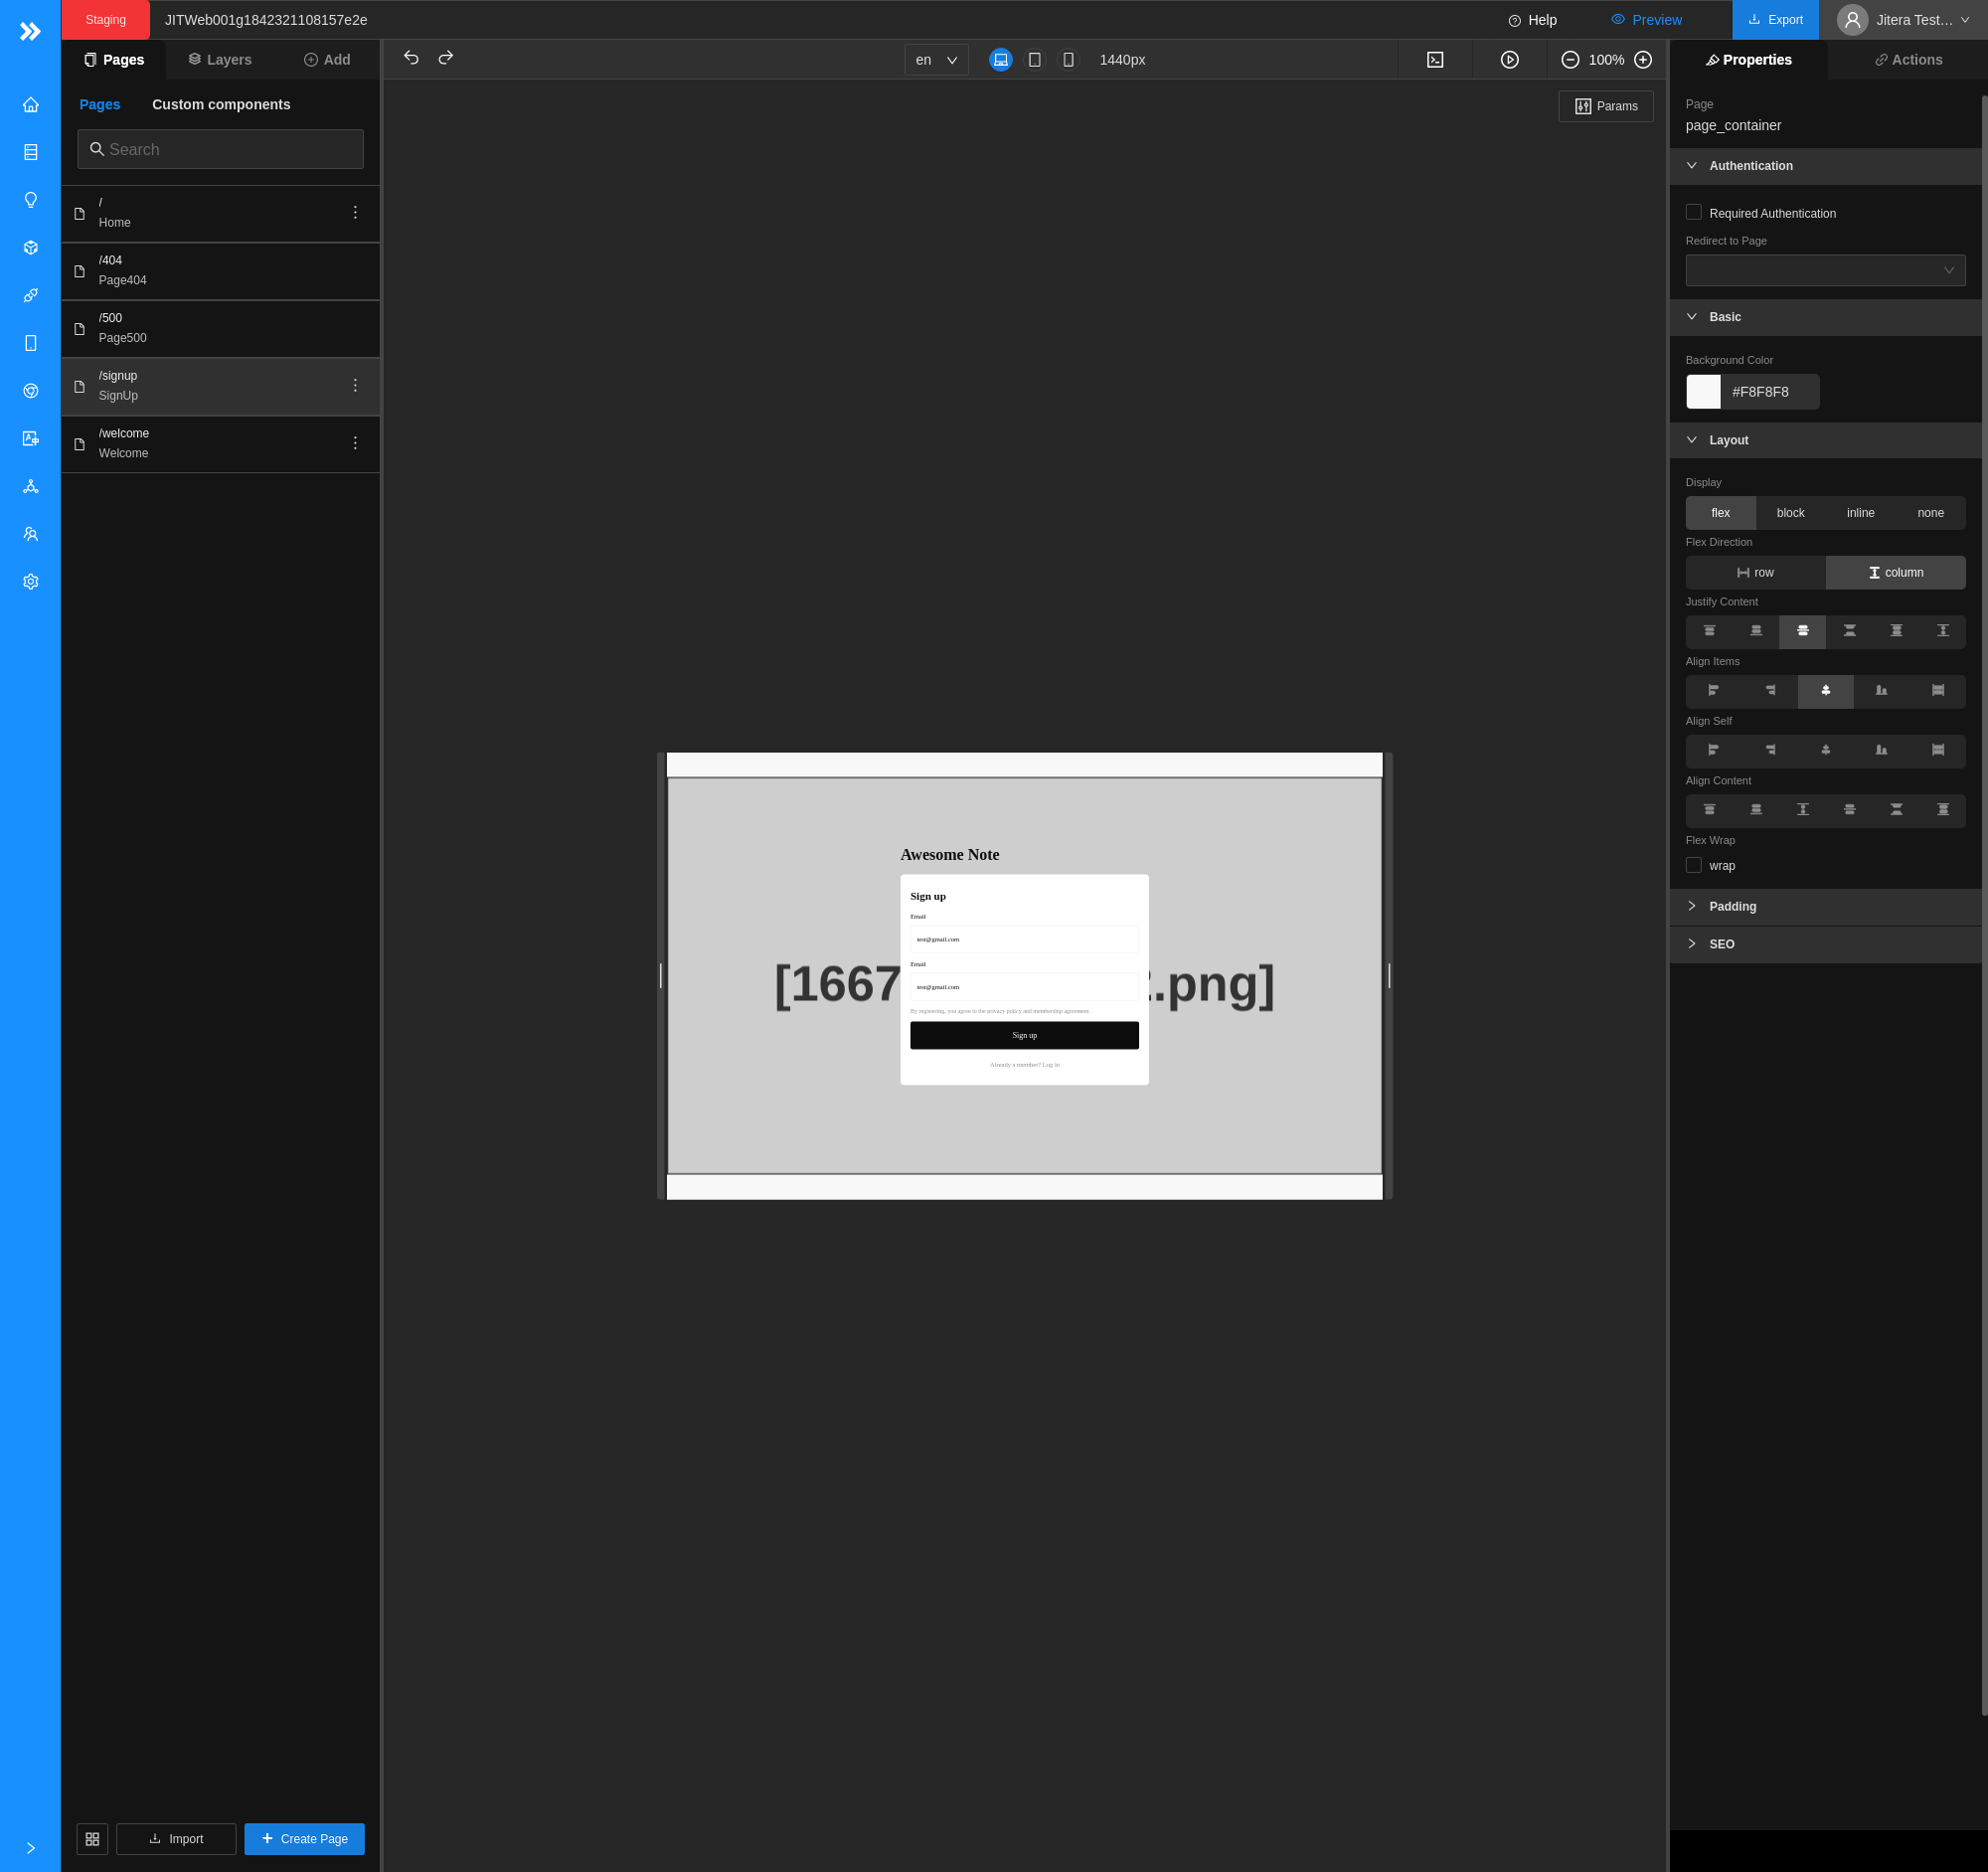 Staging
JITWeb001g1842321108157e2e
Help
Preview
Export
Jitera Test...
Pages
Layers
Add
en
1440px
100%
Properties
Actions
Pages
Custom components
Search
Params
/
Home
/404
Page404
/500
Page500
/signup
SignUp
/welcome
Welcome
Awesome Note
Sign up
Email
test@gmail.com
Email
test@gmail.com
[1667
.png]
By registering, you agree to the privacy policy and membership agreement.
Sign up
Already a member? Log in
Page
page_container
Authentication
Required Authentication
Redirect to Page
Basic
Background Color
#F8F8F8
Layout
Display
flex
block
inline
none
Flex Direction
row
column
Justify Content
Align Items
Align Self
Align Content
Flex Wrap
wrap
Padding
SEO
Import
Create Page